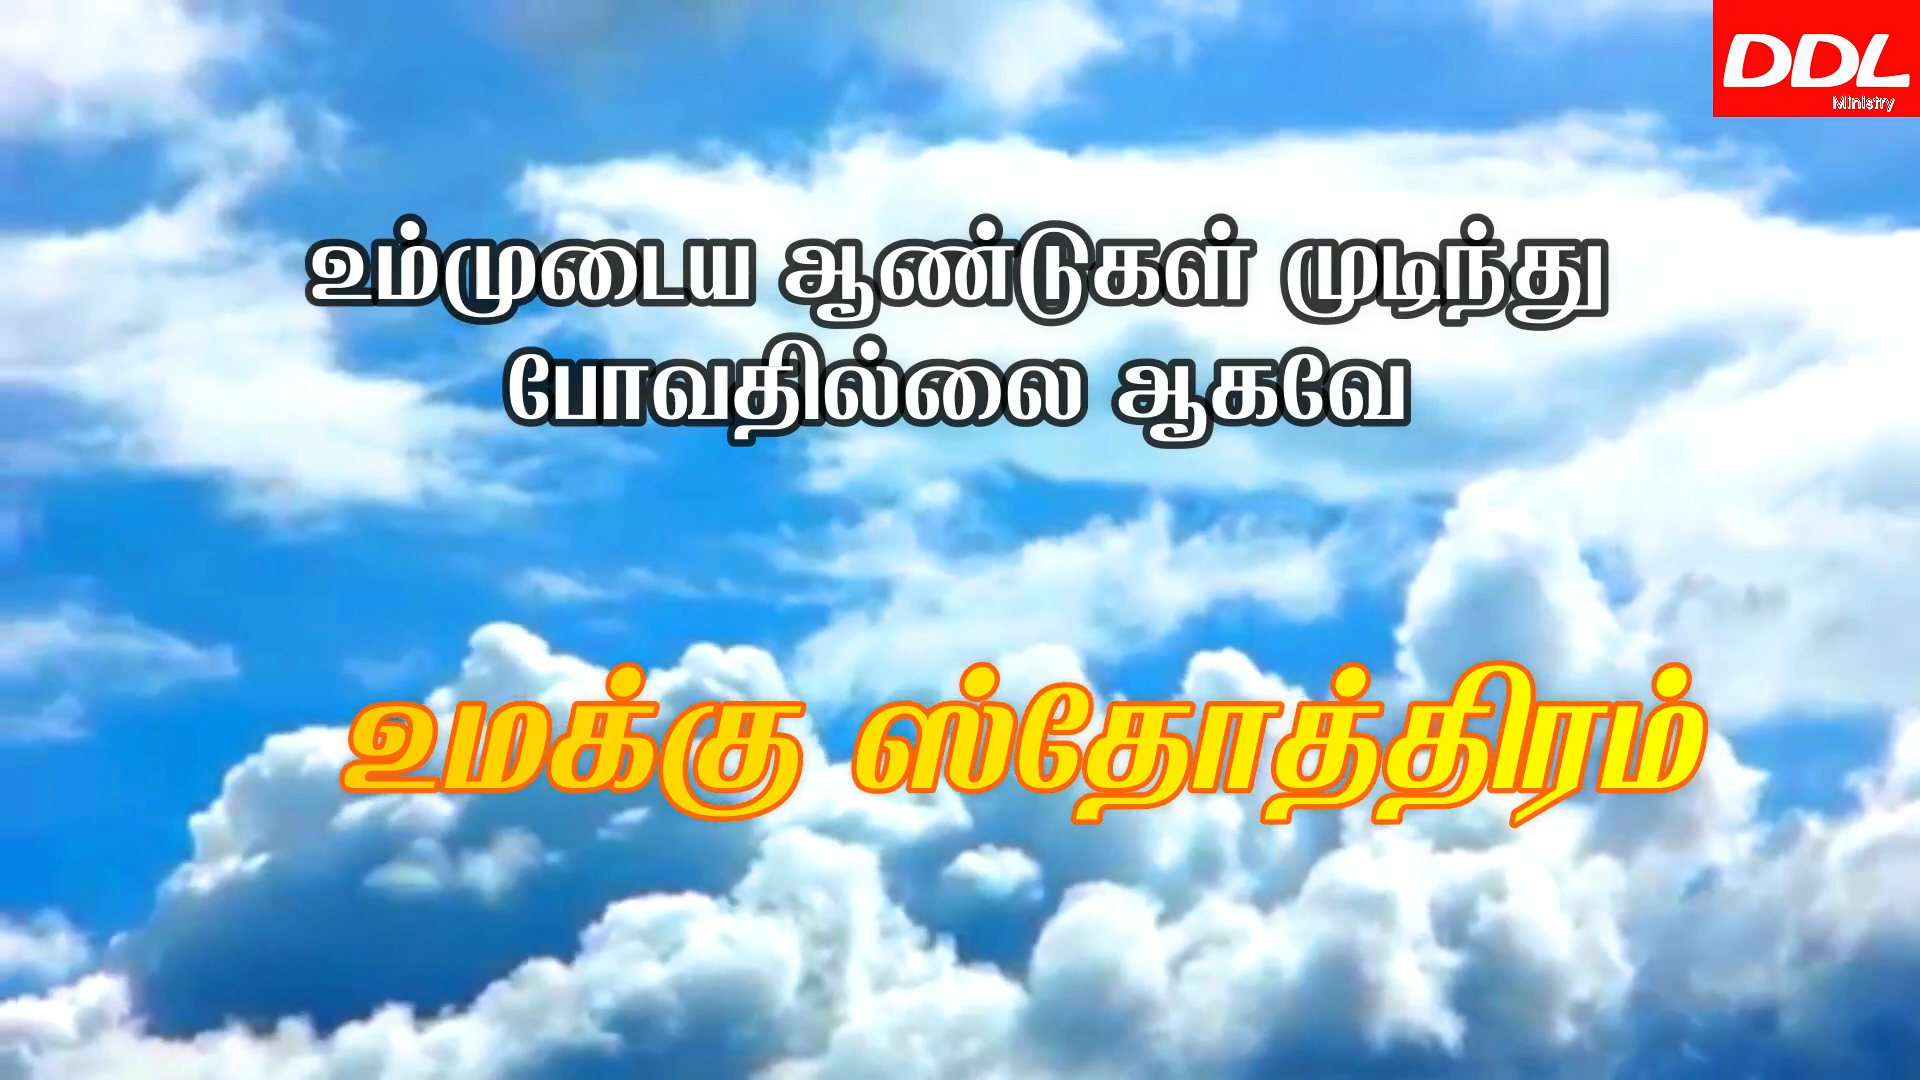 DDL
Ministry
உம்முடைய ஆண்டுகள் முடிந்து
போவதில்லை ஆகவே
உமக்கு ஸ்தோத்திரம்